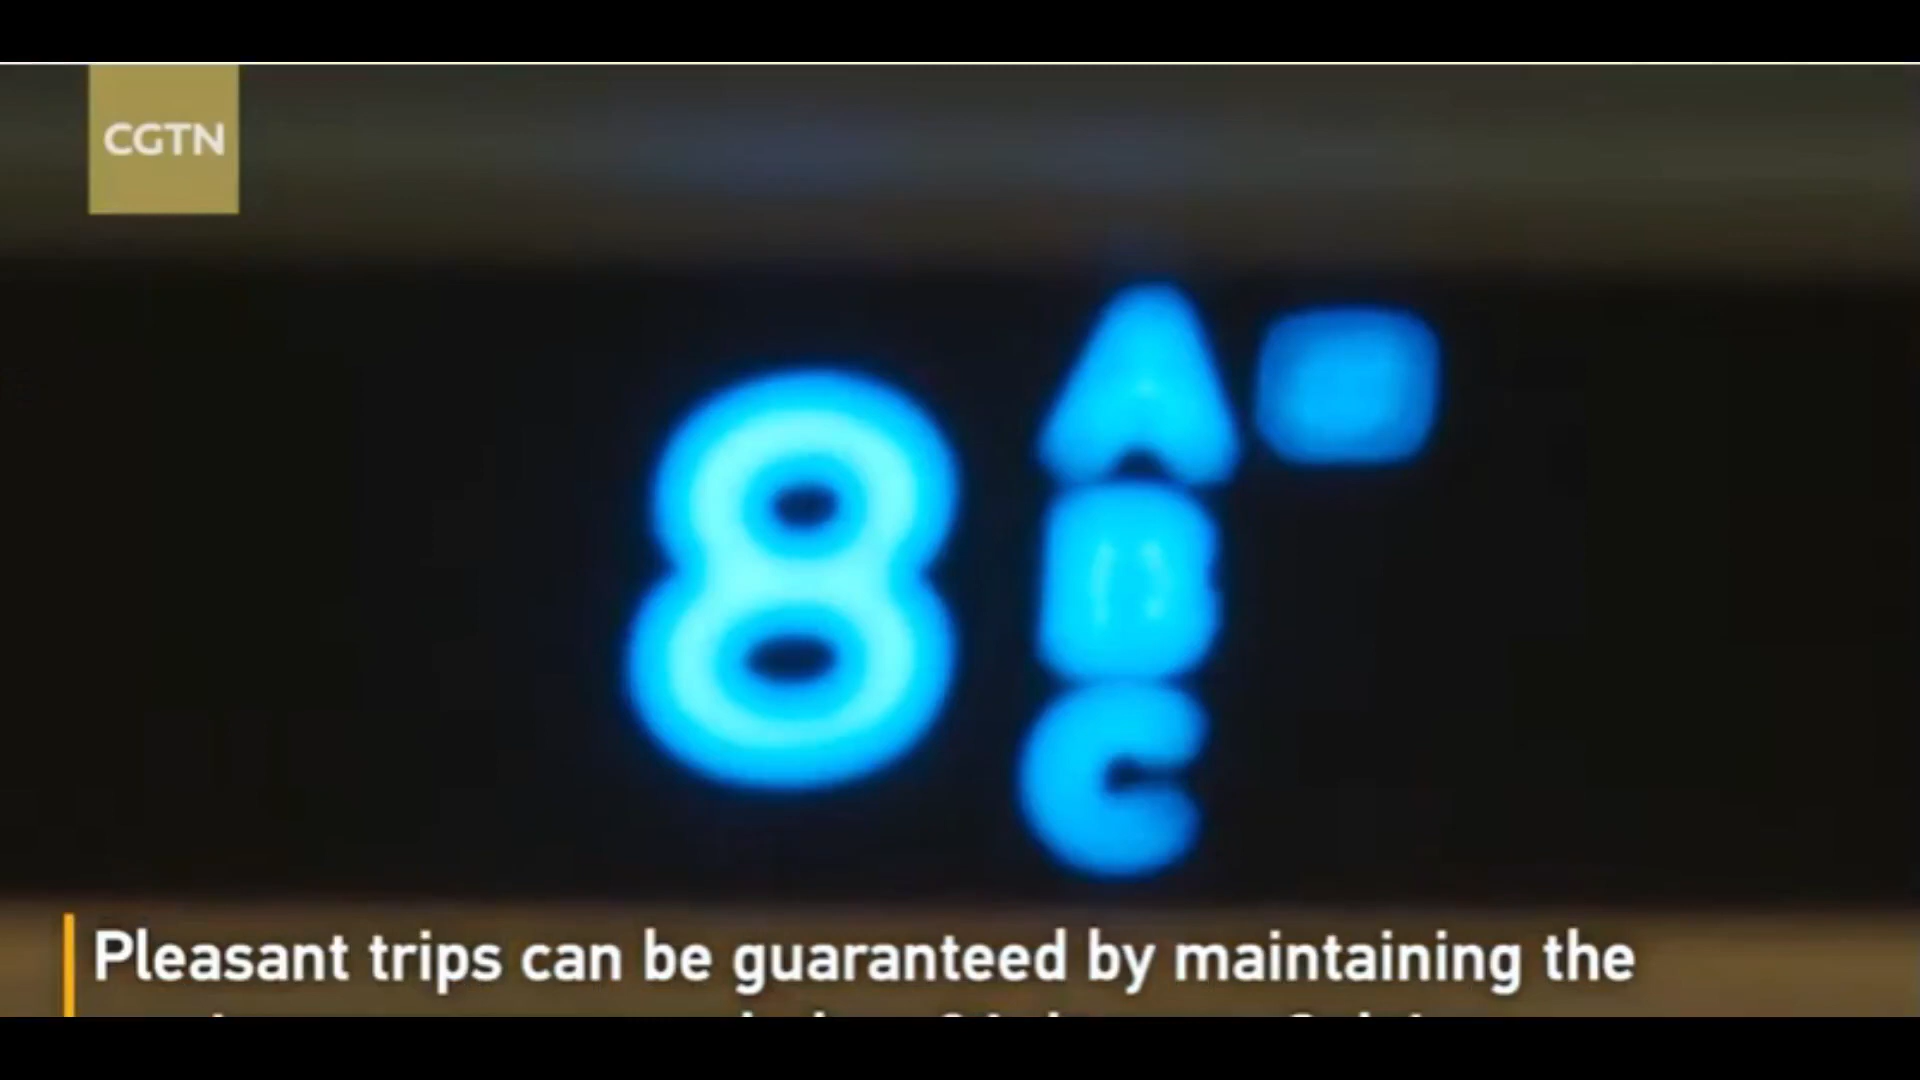 CGTN
8 A
B
C
Pleasant trips can be guaranteed by maintaining the